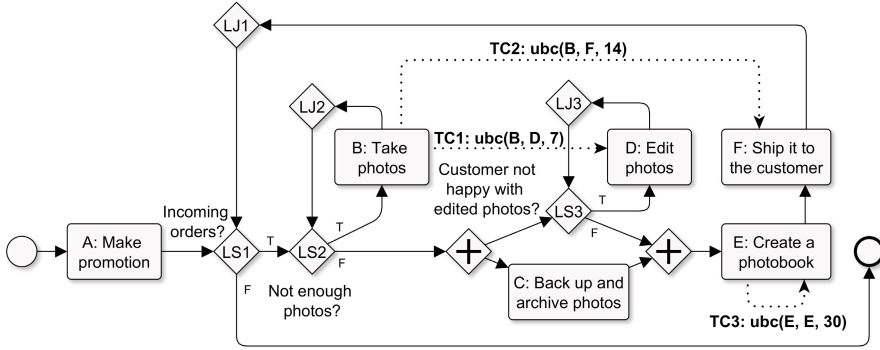 LJ1
TC2: ubc(B, F, 14)
LJ2
LJ3
TC1: ubc(B, D, 7)
B: Take
photos
D: Edit
photos
F: Ship it to
the customer
Customer not
happy with
edited photos?
Incoming
orders?
T
LS3
F
A: Make
promotion
LS1
T
F
LS2
T
F
E: Create a
photobook
C: Back up and
archive photos
Not enough
photos?
TC3: ubc(E, E, 30)